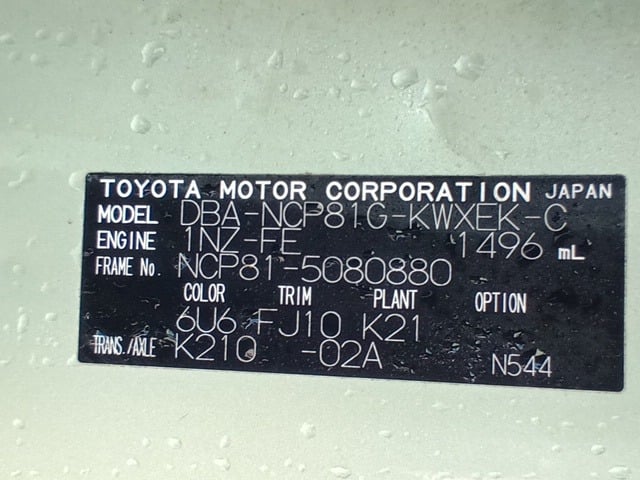 TOYOTA MOTOR CORPORATION JAPAN
MODEL DBA-NCP81G-KWXEK-C
ENGINE 1NZ-FE 1496 mL
FRAME No. NCP81-5080880
COLOR TRIM PLANT OPTION
6U6 FJ10 K21
TRANS./AXLE K210 -02A N544